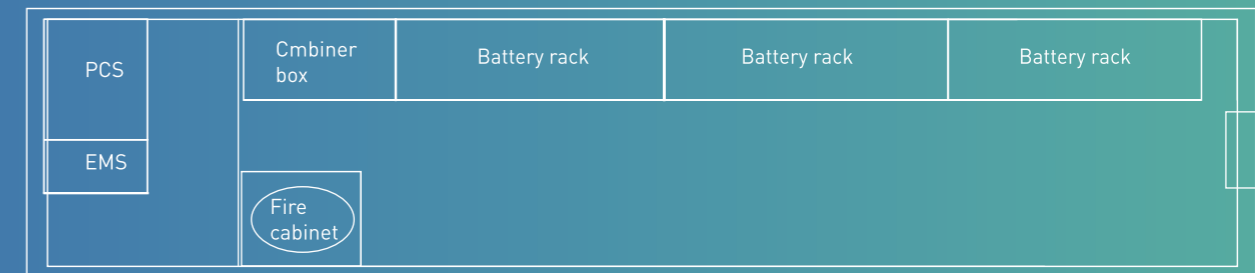 PCS
Cmbiner
box
Battery rack
Battery rack
Battery rack
EMS
Fire
cabinet